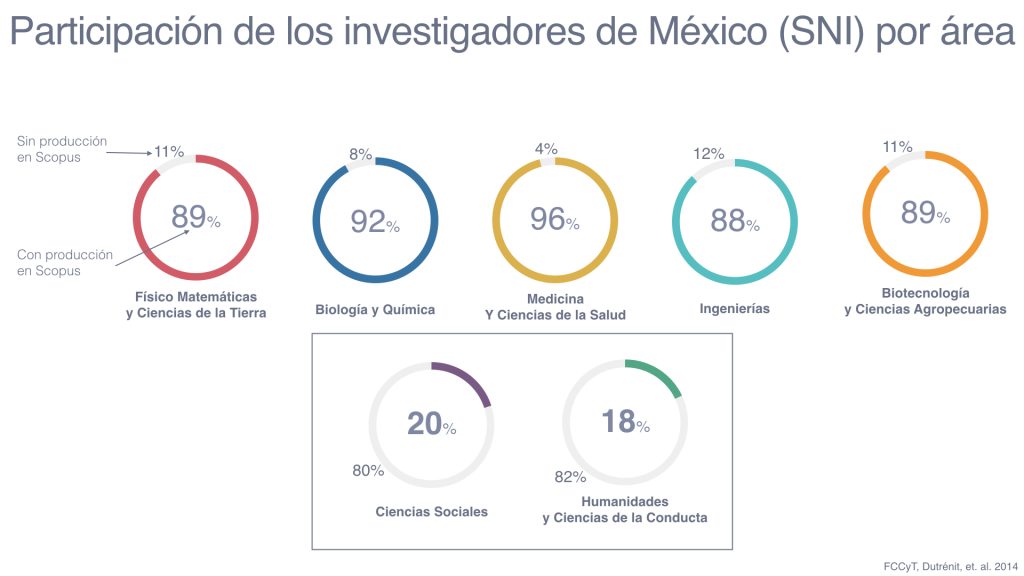 Participación de los investigadores de México (SNI) por área
Sin producción
en Scopus
11%
89%
Con producción
en Scopus
Físico Matemáticas
y Ciencias de la Tierra
8%
92%
Biología y Química
4%
96%
Medicina
Y Ciencias de la Salud
12%
88%
Ingenierías
11%
89%
Biotecnología
y Ciencias Agropecuarias
20%
80%
Ciencias Sociales
18%
82%
Humanidades
y Ciencias de la Conducta
FCCyT, Dutrénit, et. al. 2014